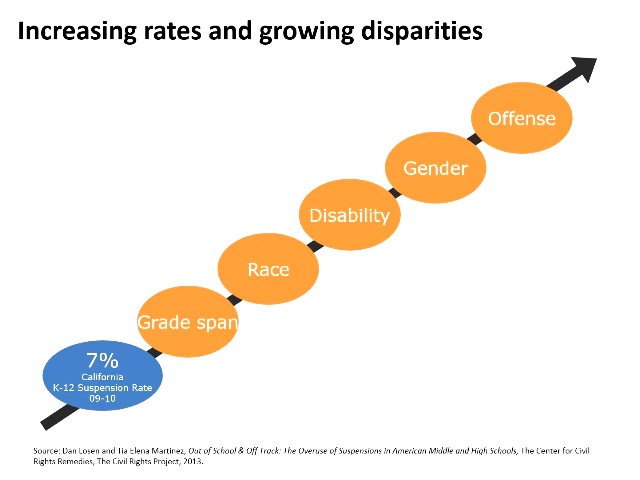 Increasing rates and growing disparities
Offense
Gender
Disability
Race
Grade span
7%
California
K-12 Suspension Rate
09-10
Source: Dan Losen and Tia Elena Martinez, Out of School & Off Track: The Overuse of Suspensions in American Middle and High Schools, The Center for Civil
Rights Remedies, The Civil Rights Project, 2013.